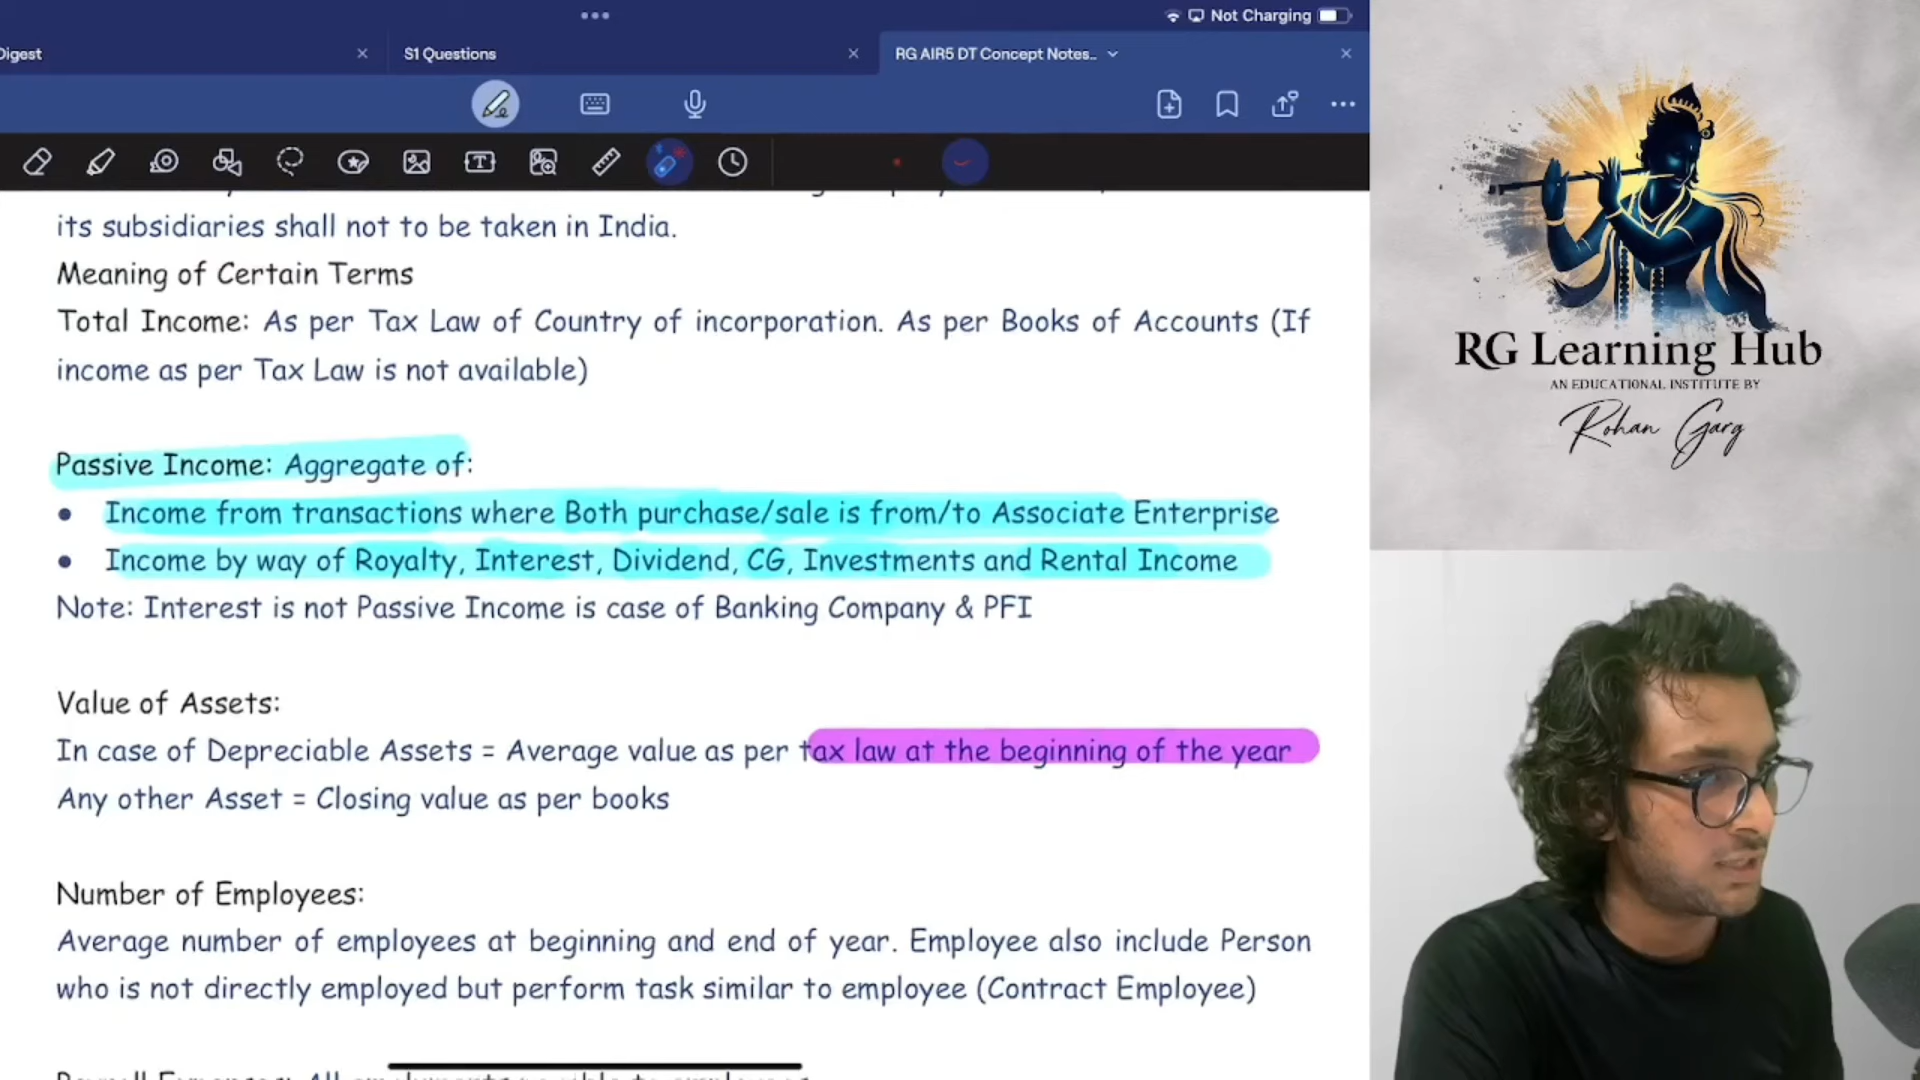 Not Charging
Digest
S1 Questions
RG AIR5 DT Concept Notes..
its subsidiaries shall not to be taken in India.
Meaning of Certain Terms
Total Income: As per Tax Law of Country of incorporation. As per Books of Accounts (If
income as per Tax Law is not available)
Passive Income: Aggregate of:
• Income from transactions where Both purchase/sale is from/to Associate Enterprise
• Income by way of Royalty, Interest, Dividend, CG, Investments and Rental Income
Note: Interest is not Passive Income is case of Banking Company & PFI
Value of Assets:
In case of Depreciable Assets = Average value as per tax law at the beginning of the year
Any other Asset = Closing value as per books
Number of Employees:
Average number of employees at beginning and end of year. Employee also include Person
who is not directly employed but perform task similar to employee (Contract Employee)
RG Learning Hub
AN EDUCATIONAL INSTITUTE BY
Rohan Garg